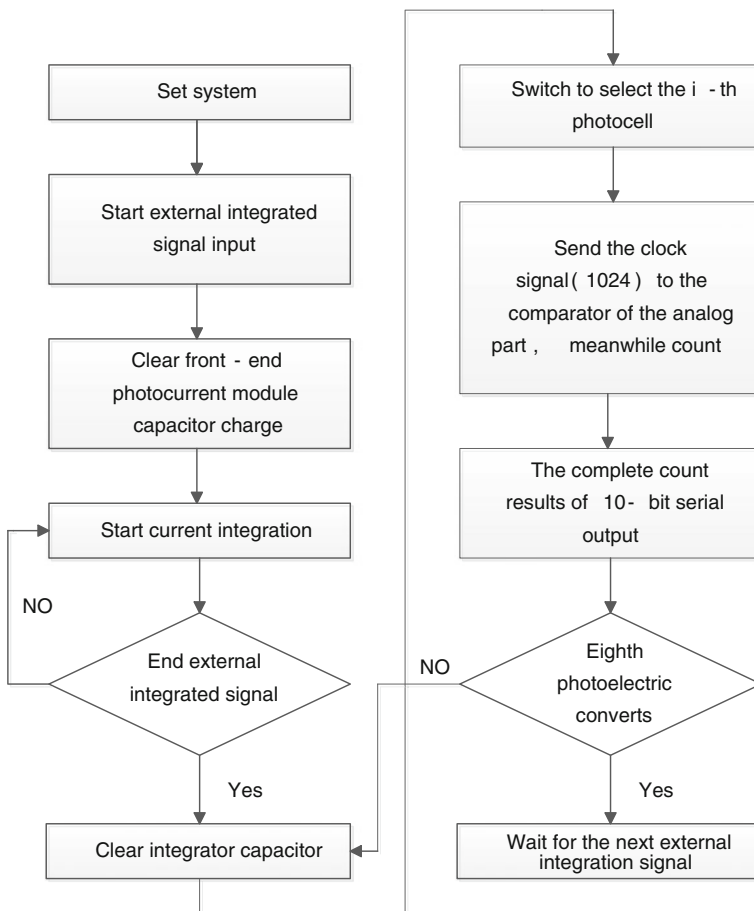 Set system
Start external integrated
signal input
Clear front - end
photocurrent module
capacitor charge
Start current integration
NO
End external
integrated signal
Yes
Clear integrator capacitor
Switch to select the i - th
photocell
Send the clock
signal( 1024 ) to the
comparator of the analog
part , meanwhile count
The complete count
results of 10- bit serial
output
NO
Eighth
photoelectric
converts
Yes
Wait for the next external
integration signal